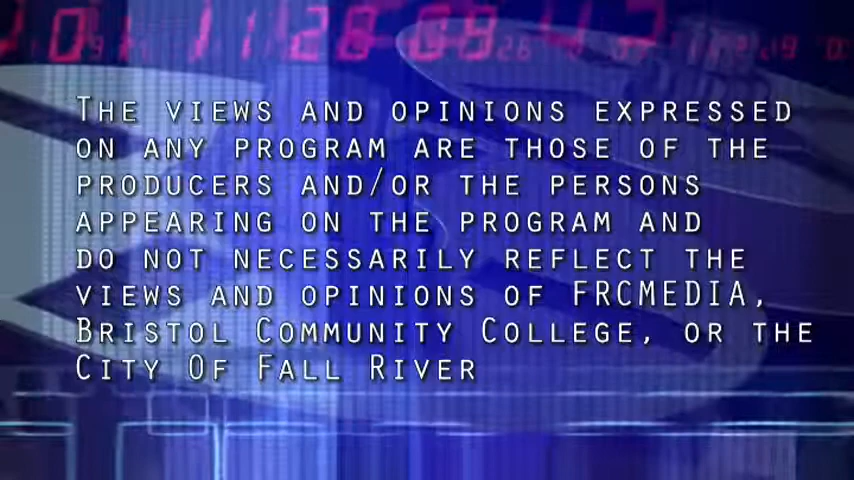 The views and opinions expressed
on any program are those of the
producers and/or the persons
appearing on the program and
do not necessarily reflect the
views and opinions of FRCMEDIA,
Bristol Community College, or the
City Of Fall River